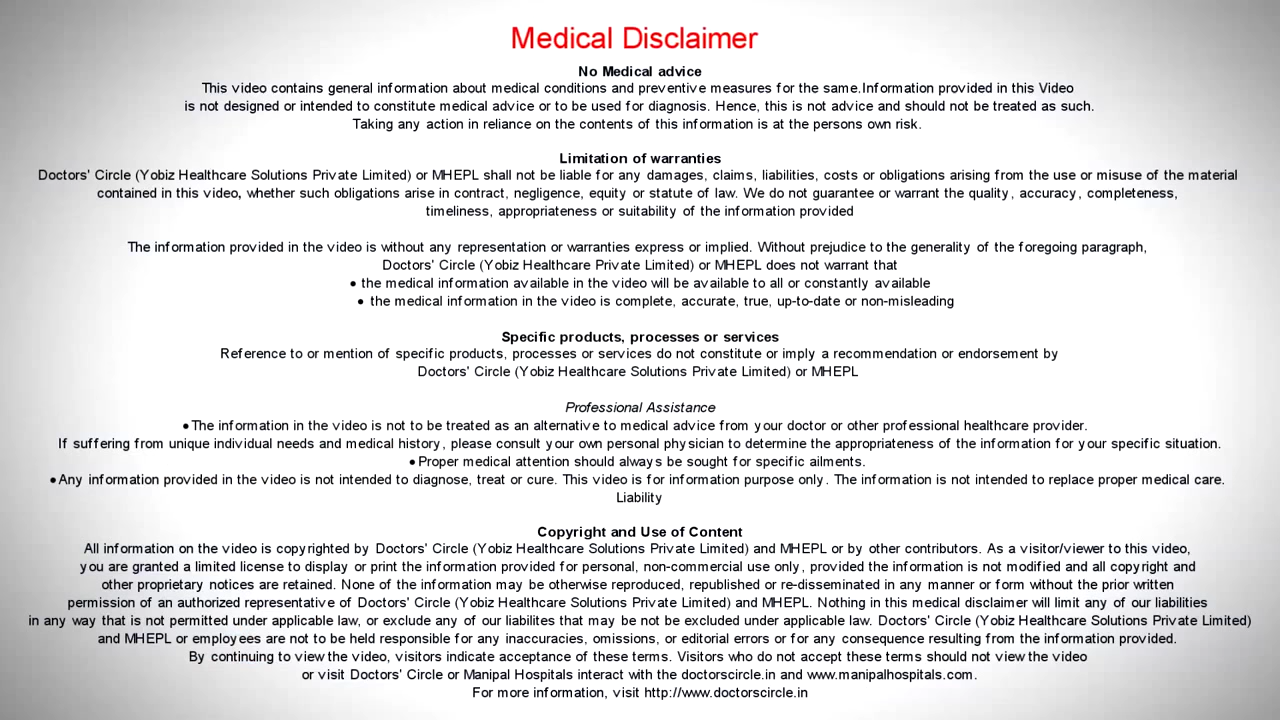 Medical Disclaimer
No Medical advice
This video contains general information about medical conditions and preventive measures for the same.Information provided in this Video
is not designed or intended to constitute medical advice or to be used for diagnosis. Hence, this is not advice and should not be treated as such.
Taking any action in reliance on the contents of this information is at the persons own risk.
Limitation of warranties
Doctors' Circle (Yobiz Healthcare Solutions Private Limited) or MHEPL shall not be liable for any damages, claims, liabilities, costs or obligations arising from the use or misuse of the material
contained in this video, whether such obligations arise in contract, negligence, equity or statute of law. We do not guarantee or warrant the quality, accuracy, completeness,
timeliness, appropriateness or suitability of the information provided
The information provided in the video is without any representation or warranties express or implied. Without prejudice to the generality of the foregoing paragraph,
Doctors' Circle (Yobiz Healthcare Private Limited) or MHEPL does not warrant that
• the medical information available in the video will be available to all or constantly available
• the medical information in the video is complete, accurate, true, up-to-date or non-misleading
Specific products, processes or services
Reference to or mention of specific products, processes or services do not constitute or imply a recommendation or endorsement by
Doctors' Circle (Yobiz Healthcare Solutions Private Limited) or MHEPL
Professional Assistance
•The information in the video is not to be treated as an alternative to medical advice from your doctor or other professional healthcare provider.
If suffering from unique individual needs and medical history, please consult your own personal physician to determine the appropriateness of the information for your specific situation.
•Proper medical attention should always be sought for specific ailments.
•Any information provided in the video is not intended to diagnose, treat or cure. This video is for information purpose only. The information is not intended to replace proper medical care.
Liability
Copyright and Use of Content
All information on the video is copyrighted by Doctors' Circle (Yobiz Healthcare Solutions Private Limited) and MHEPL or by other contributors. As a visitor/viewer to this video,
you are granted a limited license to display or print the information provided for personal, non-commercial use only, provided the information is not modified and all copyright and
other proprietary notices are retained. None of the information may be otherwise reproduced, republished or re-disseminated in any manner or form without the prior written
permission of an authorized representative of Doctors' Circle (Yobiz Healthcare Solutions Private Limited) and MHEPL. Nothing in this medical disclaimer will limit any of our liabilities
in any way that is not permitted under applicable law, or exclude any of our liabilites that may be not be excluded under applicable law. Doctors' Circle (Yobiz Healthcare Solutions Private Limited)
and MHEPL or employees are not to be held responsible for any inaccuracies, omissions, or editorial errors or for any consequence resulting from the information provided.
By continuing to view the video, visitors indicate acceptance of these terms. Visitors who do not accept these terms should not view the video
or visit Doctors' Circle or Manipal Hospitals interact with the doctorscircle.in and www.manipalhospitals.com.
For more information, visit http://www.doctorscircle.in